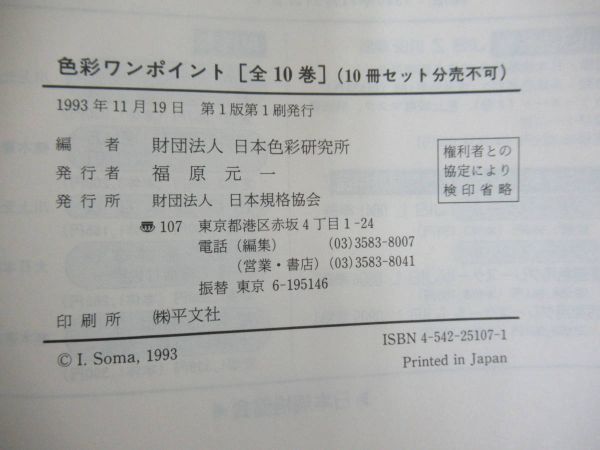 色彩ワンポイント［全10巻］(10冊セット分売不可)
1993年11月19日 第1版第1刷発行
編者 財団法人 日本色彩研究所
発行者 福原元一
発行所 財団法人 日本規格協会
権利者との
協定により
検印省略
〠107 東京都港区赤坂4丁目1-24
電話(編集) (03)3583-8007
(営業・書店) (03)3583-8041
振替 東京 6-195146
印刷所 ㈱平文社
ISBN 4-542-25107-1
© I. Soma, 1993
Printed in Japan